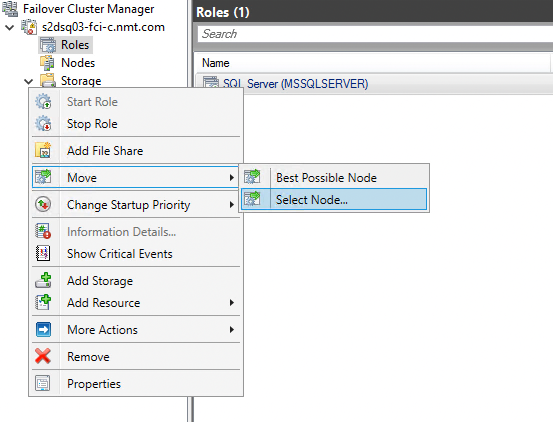 Failover Cluster Manager
s2dsq03-fci-c.nmt.com
Roles
Nodes
Storage
Roles (1)
Search
Name
SQL Server (MSSQLSERVER)
Start Role
Stop Role
Add File Share
Move
Change Startup Priority
Information Details...
Show Critical Events
Add Storage
Add Resource
More Actions
Remove
Properties
Best Possible Node
Select Node...